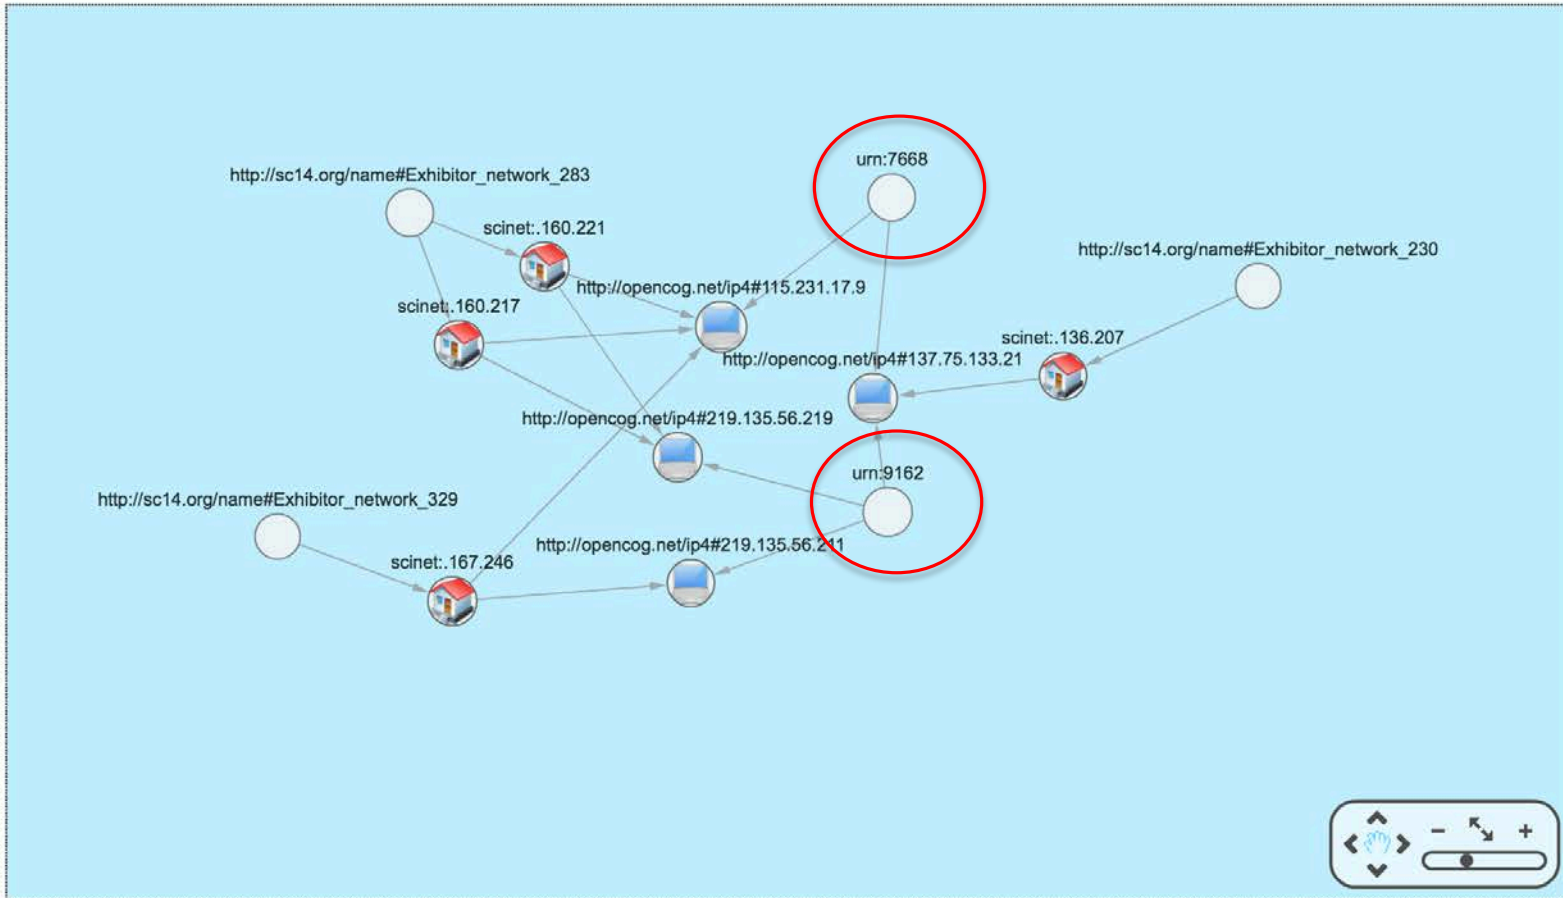 urn:7668
http://sc14.org/name#Exhibitor_network_283
scinet:.160.221
http://sc14.org/name#Exhibitor_network_230
http://opencog.net/ip4#115.231.17.9
scinet:.160.217
scinet:.136.207
http://opencog.net/ip4#137.75.133.21
http://opencog.net/ip4#219.135.56.219
urn:9162
http://sc14.org/name#Exhibitor_network_329
http://opencog.net/ip4#219.135.56.211
scinet:.167.246